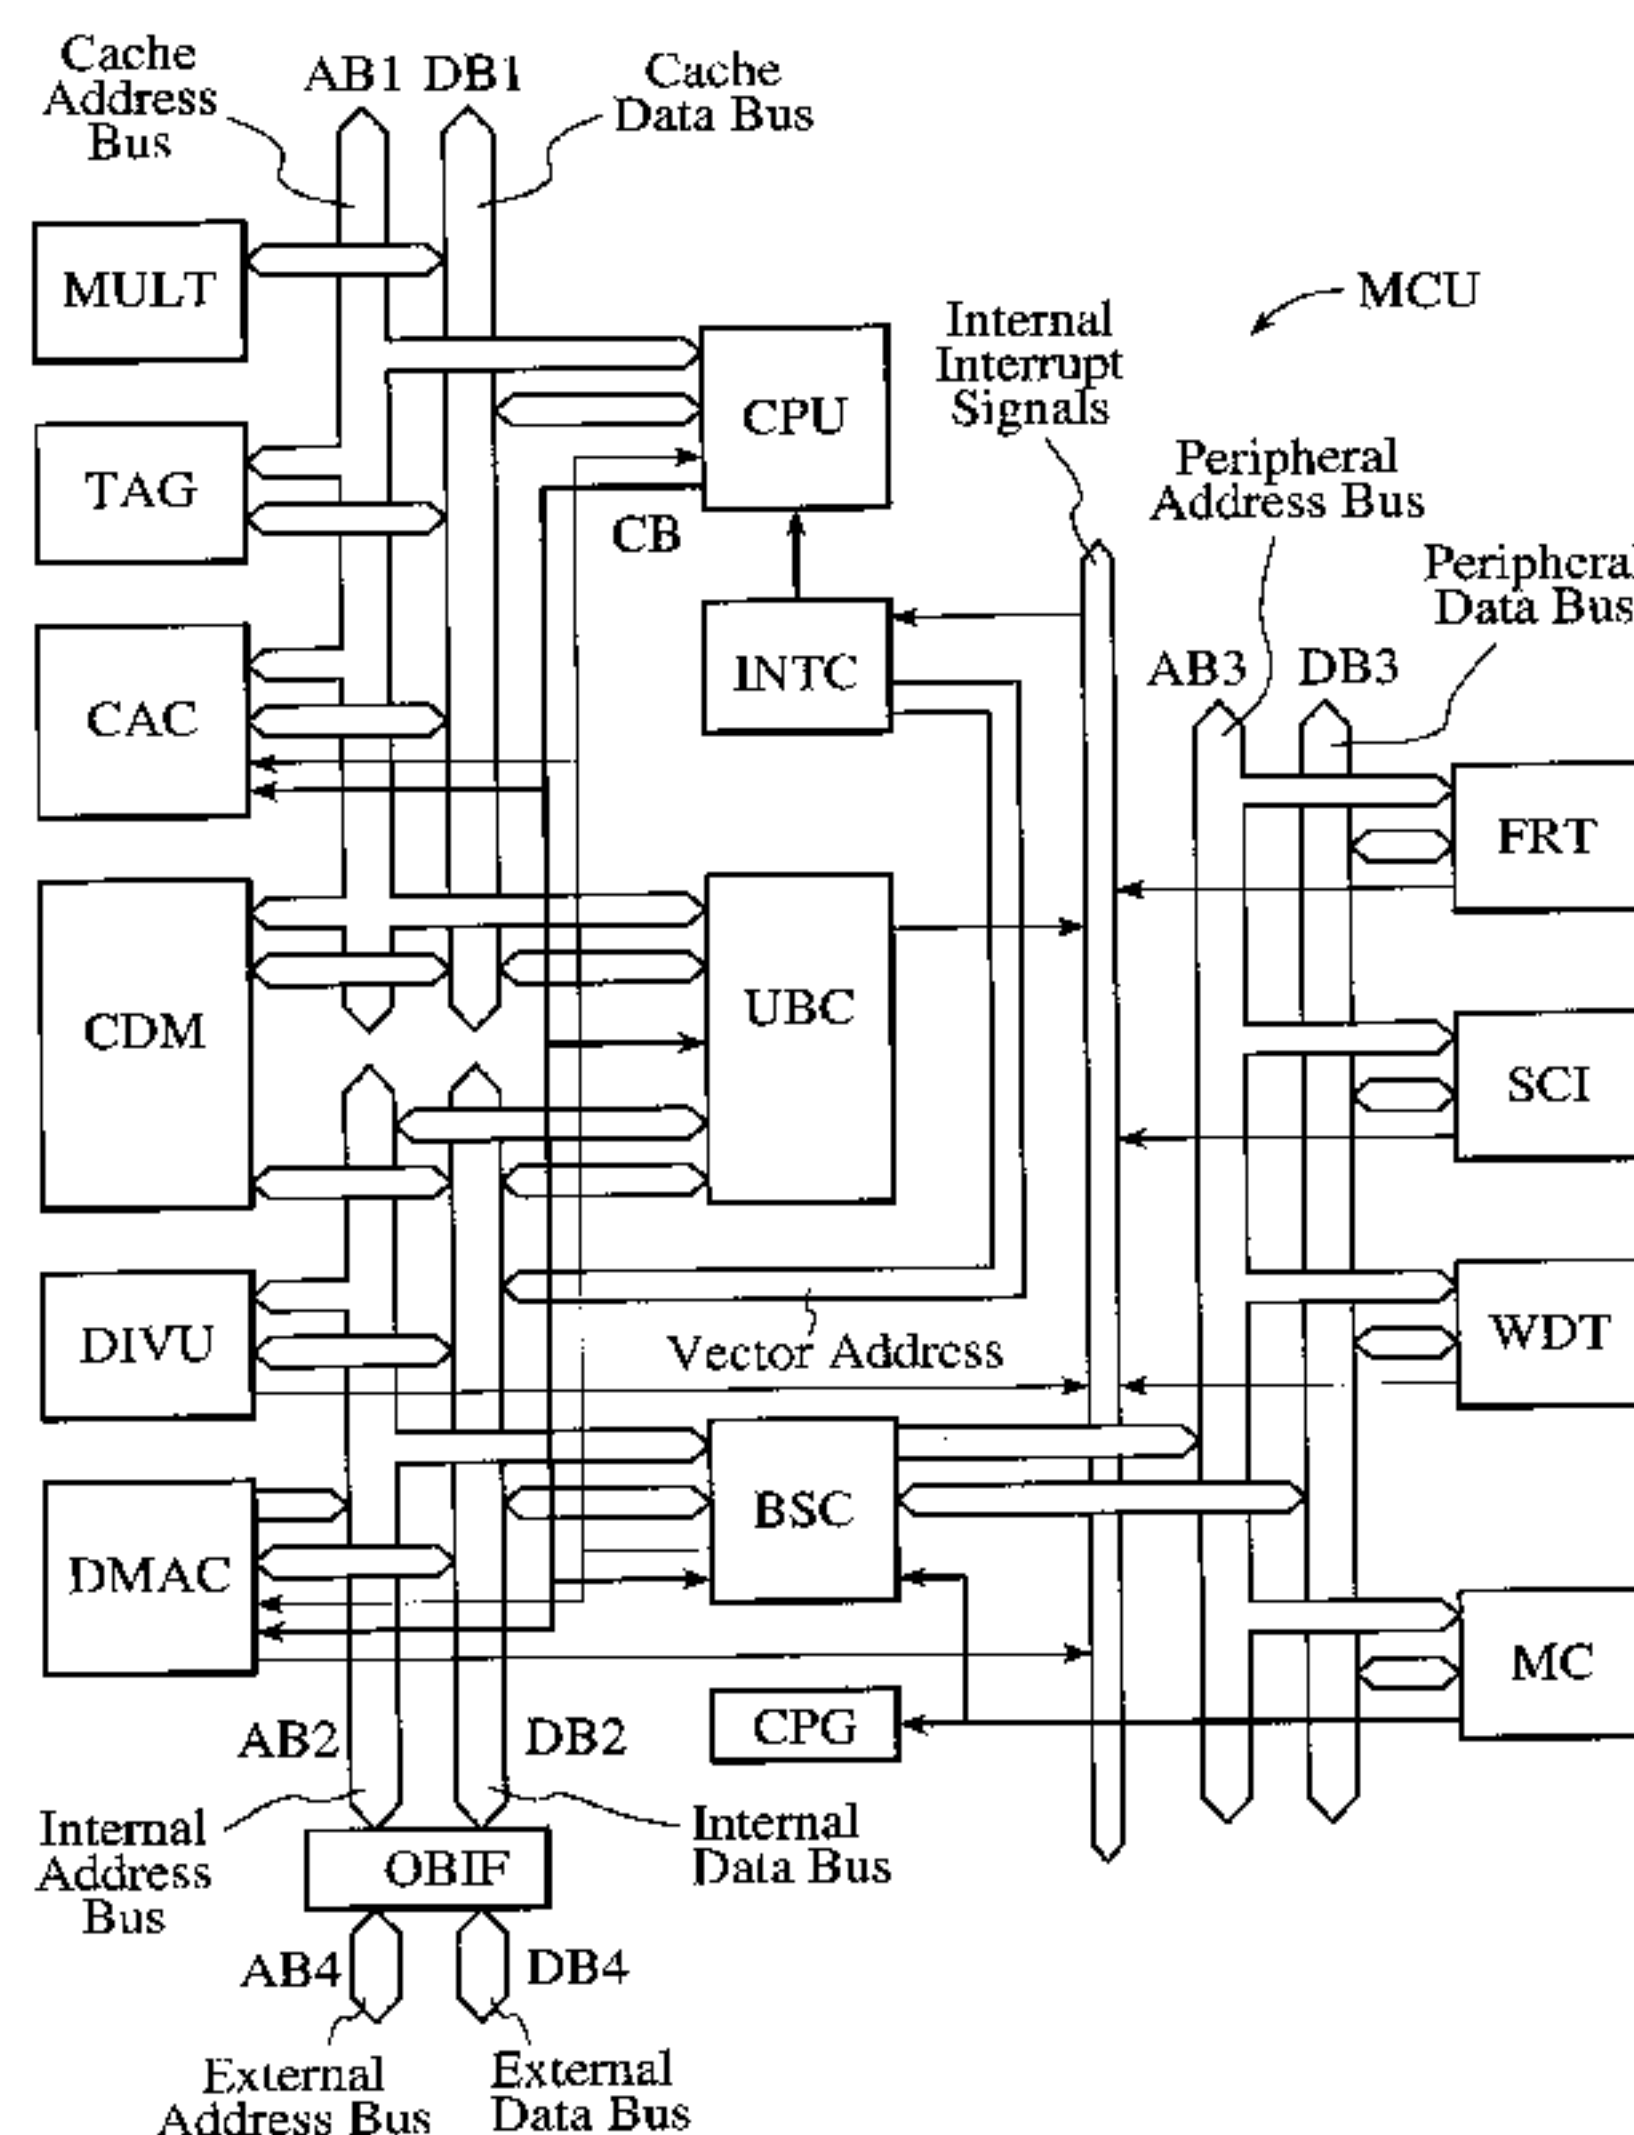 Cache
Address
Bus
AB1
DB1
Cache
Data Bus
MULT
MCU
Internal
Interrupt
Signals
CPU
TAG
CB
Peripheral
Address Bus
Peripheral
Data Bus
INTC
AB3
DB3
CAC
FRT
CDM
UBC
SCI
DIVU
Vector Address
WDT
BSC
DMAC
MC
CPG
AB2
DB2
Internal
Address
Bus
Internal
Data Bus
OBIF
AB4
DB4
External
Address Bus
External
Data Bus